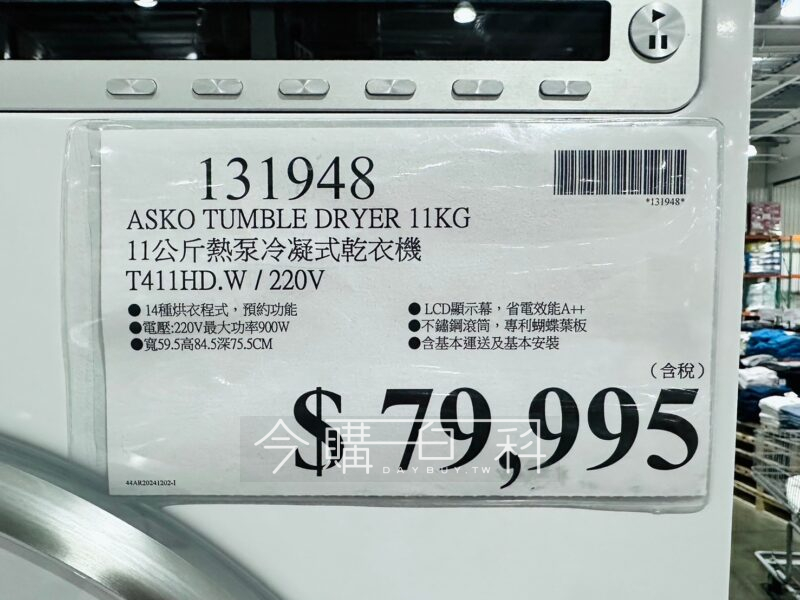 131948
*131948*
ASKO TUMBLE DRYER 11KG
11公斤熱泵冷凝式乾衣機
T411HD.W / 220V
● 14種烘衣程式，預約功能
●電壓:220V最大功率900W
●寬59.5高84.5深75.5CM
● LCD顯示幕，省電效能A++
●不鏽鋼滾筒，專利蝴蝶葉板
●含基本運送及基本安裝
（含稅）
$ 79,995
今購百科
DAYBUY.TW
44AR20241202-1